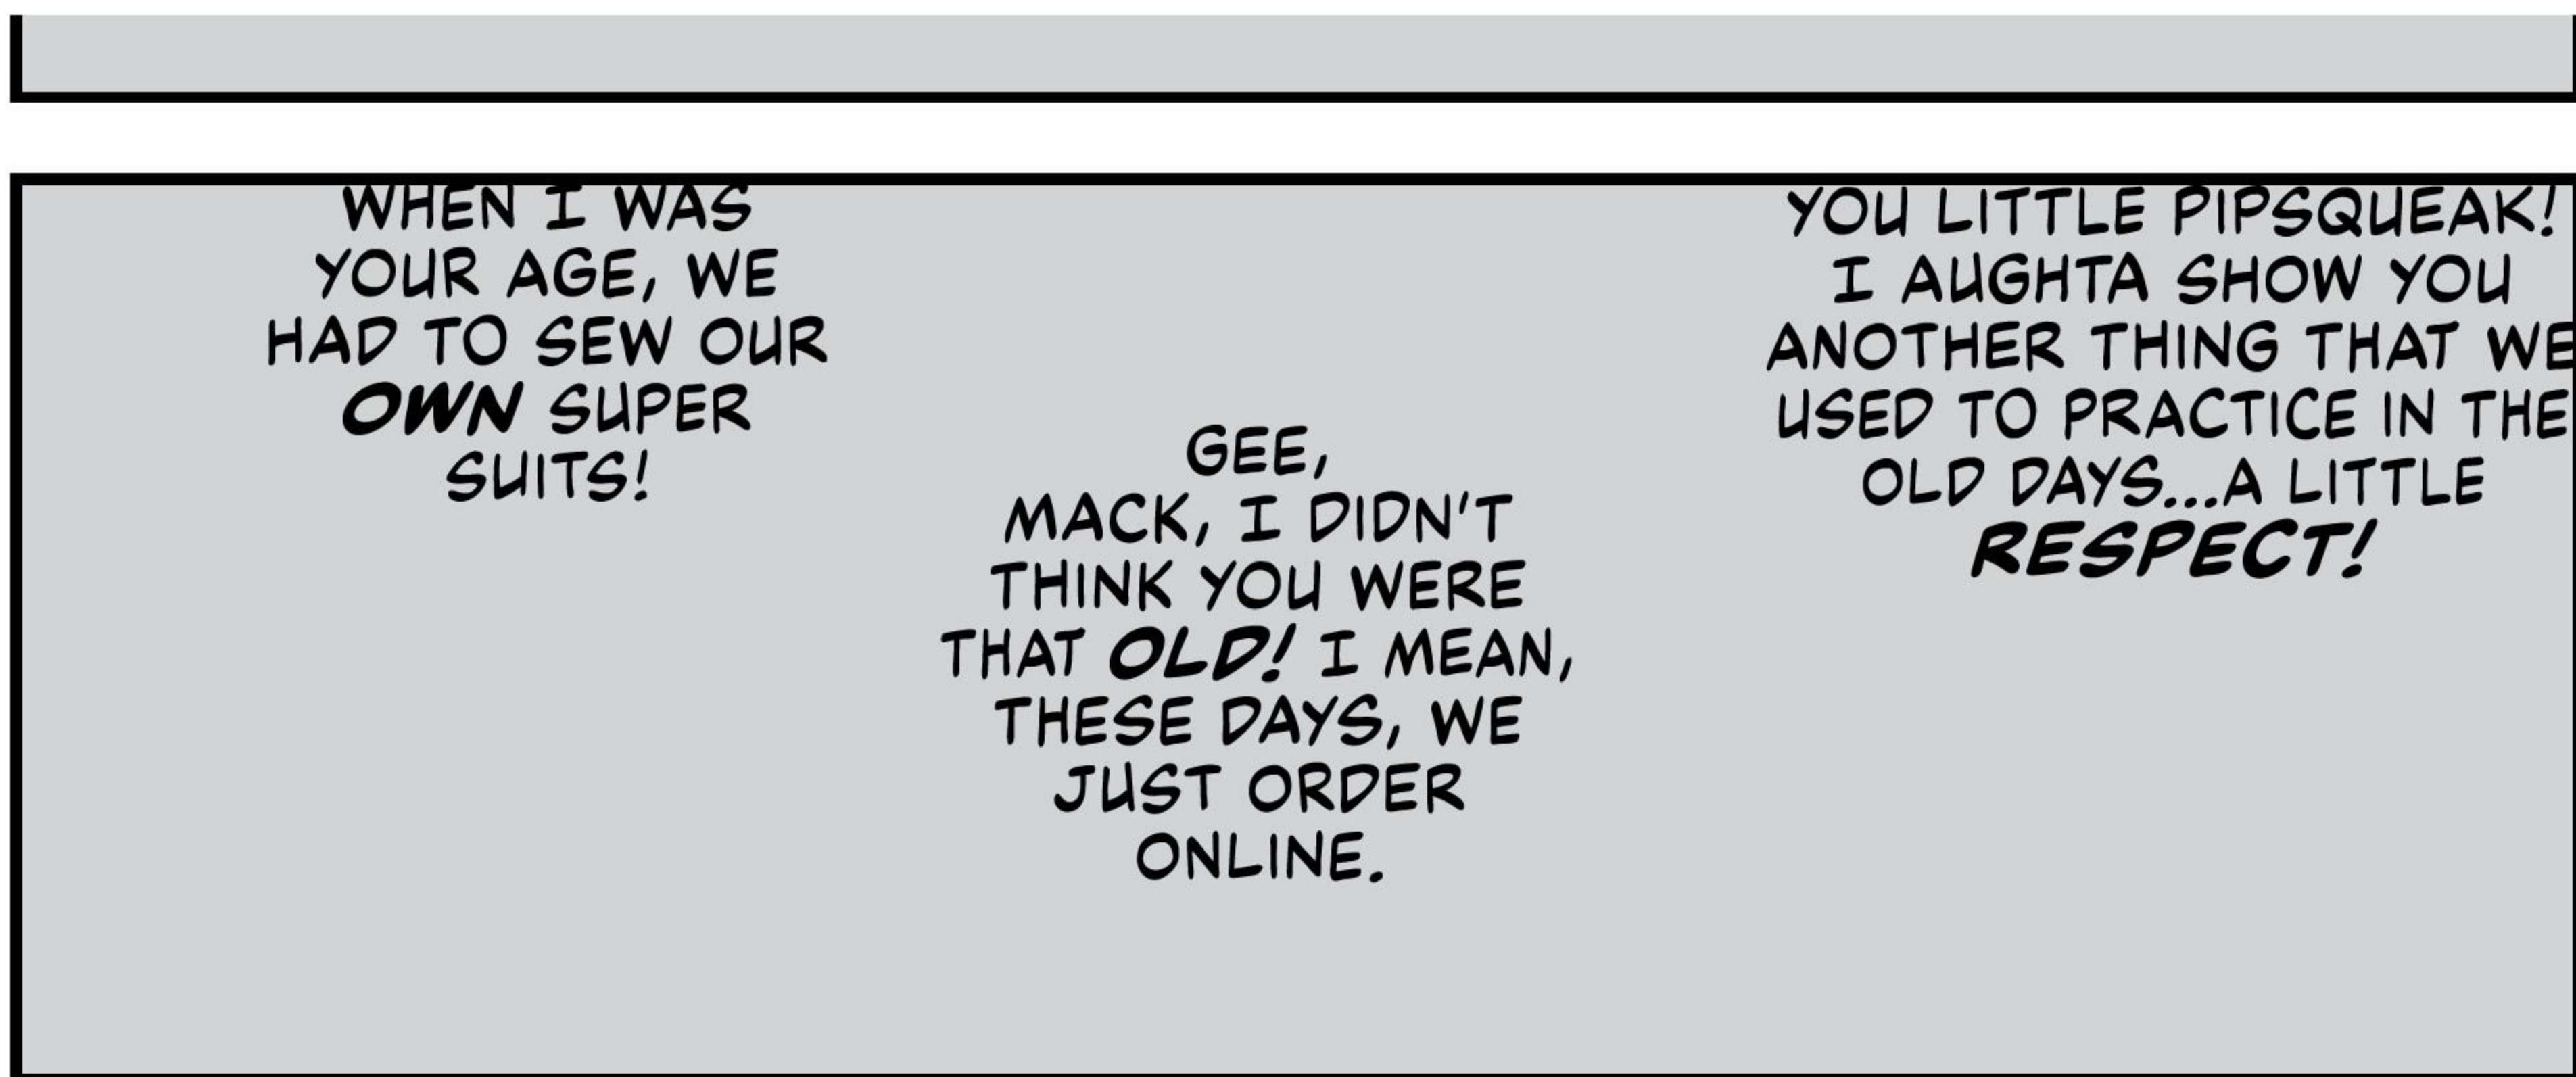 WHEN I WAS
YOUR AGE, WE
HAD TO SEW OUR
OWN SUPER
SUITS!
GEE,
MACK, I DIDN'T
THINK YOU WERE
THAT OLD! I MEAN,
THESE DAYS, WE
JUST ORDER
ONLINE.
YOU LITTLE PIPSQUEAK!
I AUGHTA SHOW YOU
ANOTHER THING THAT WE
USED TO PRACTICE IN THE
OLD DAYS...A LITTLE
RESPECT!